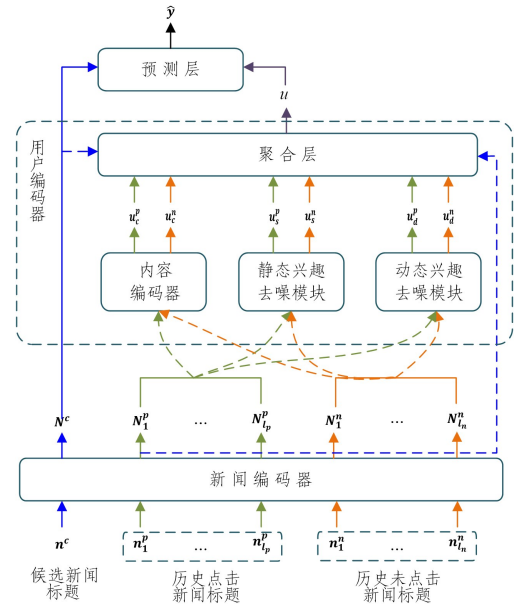 ŷ
预测层
u
用户编码器
聚合层
u_c^p u_c^n u_s^p u_s^n u_d^p u_d^n
内容
编码器
静态兴趣
去噪模块
动态兴趣
去噪模块
N^c N_1^p ... N_{l_p}^p N_1^n ... N_{l_n}^n
新闻编码器
n^c n_1^p ... n_{l_p}^p n_1^n ... n_{l_n}^n
候选新闻
标题
历史点击
新闻标题
历史未点击
新闻标题